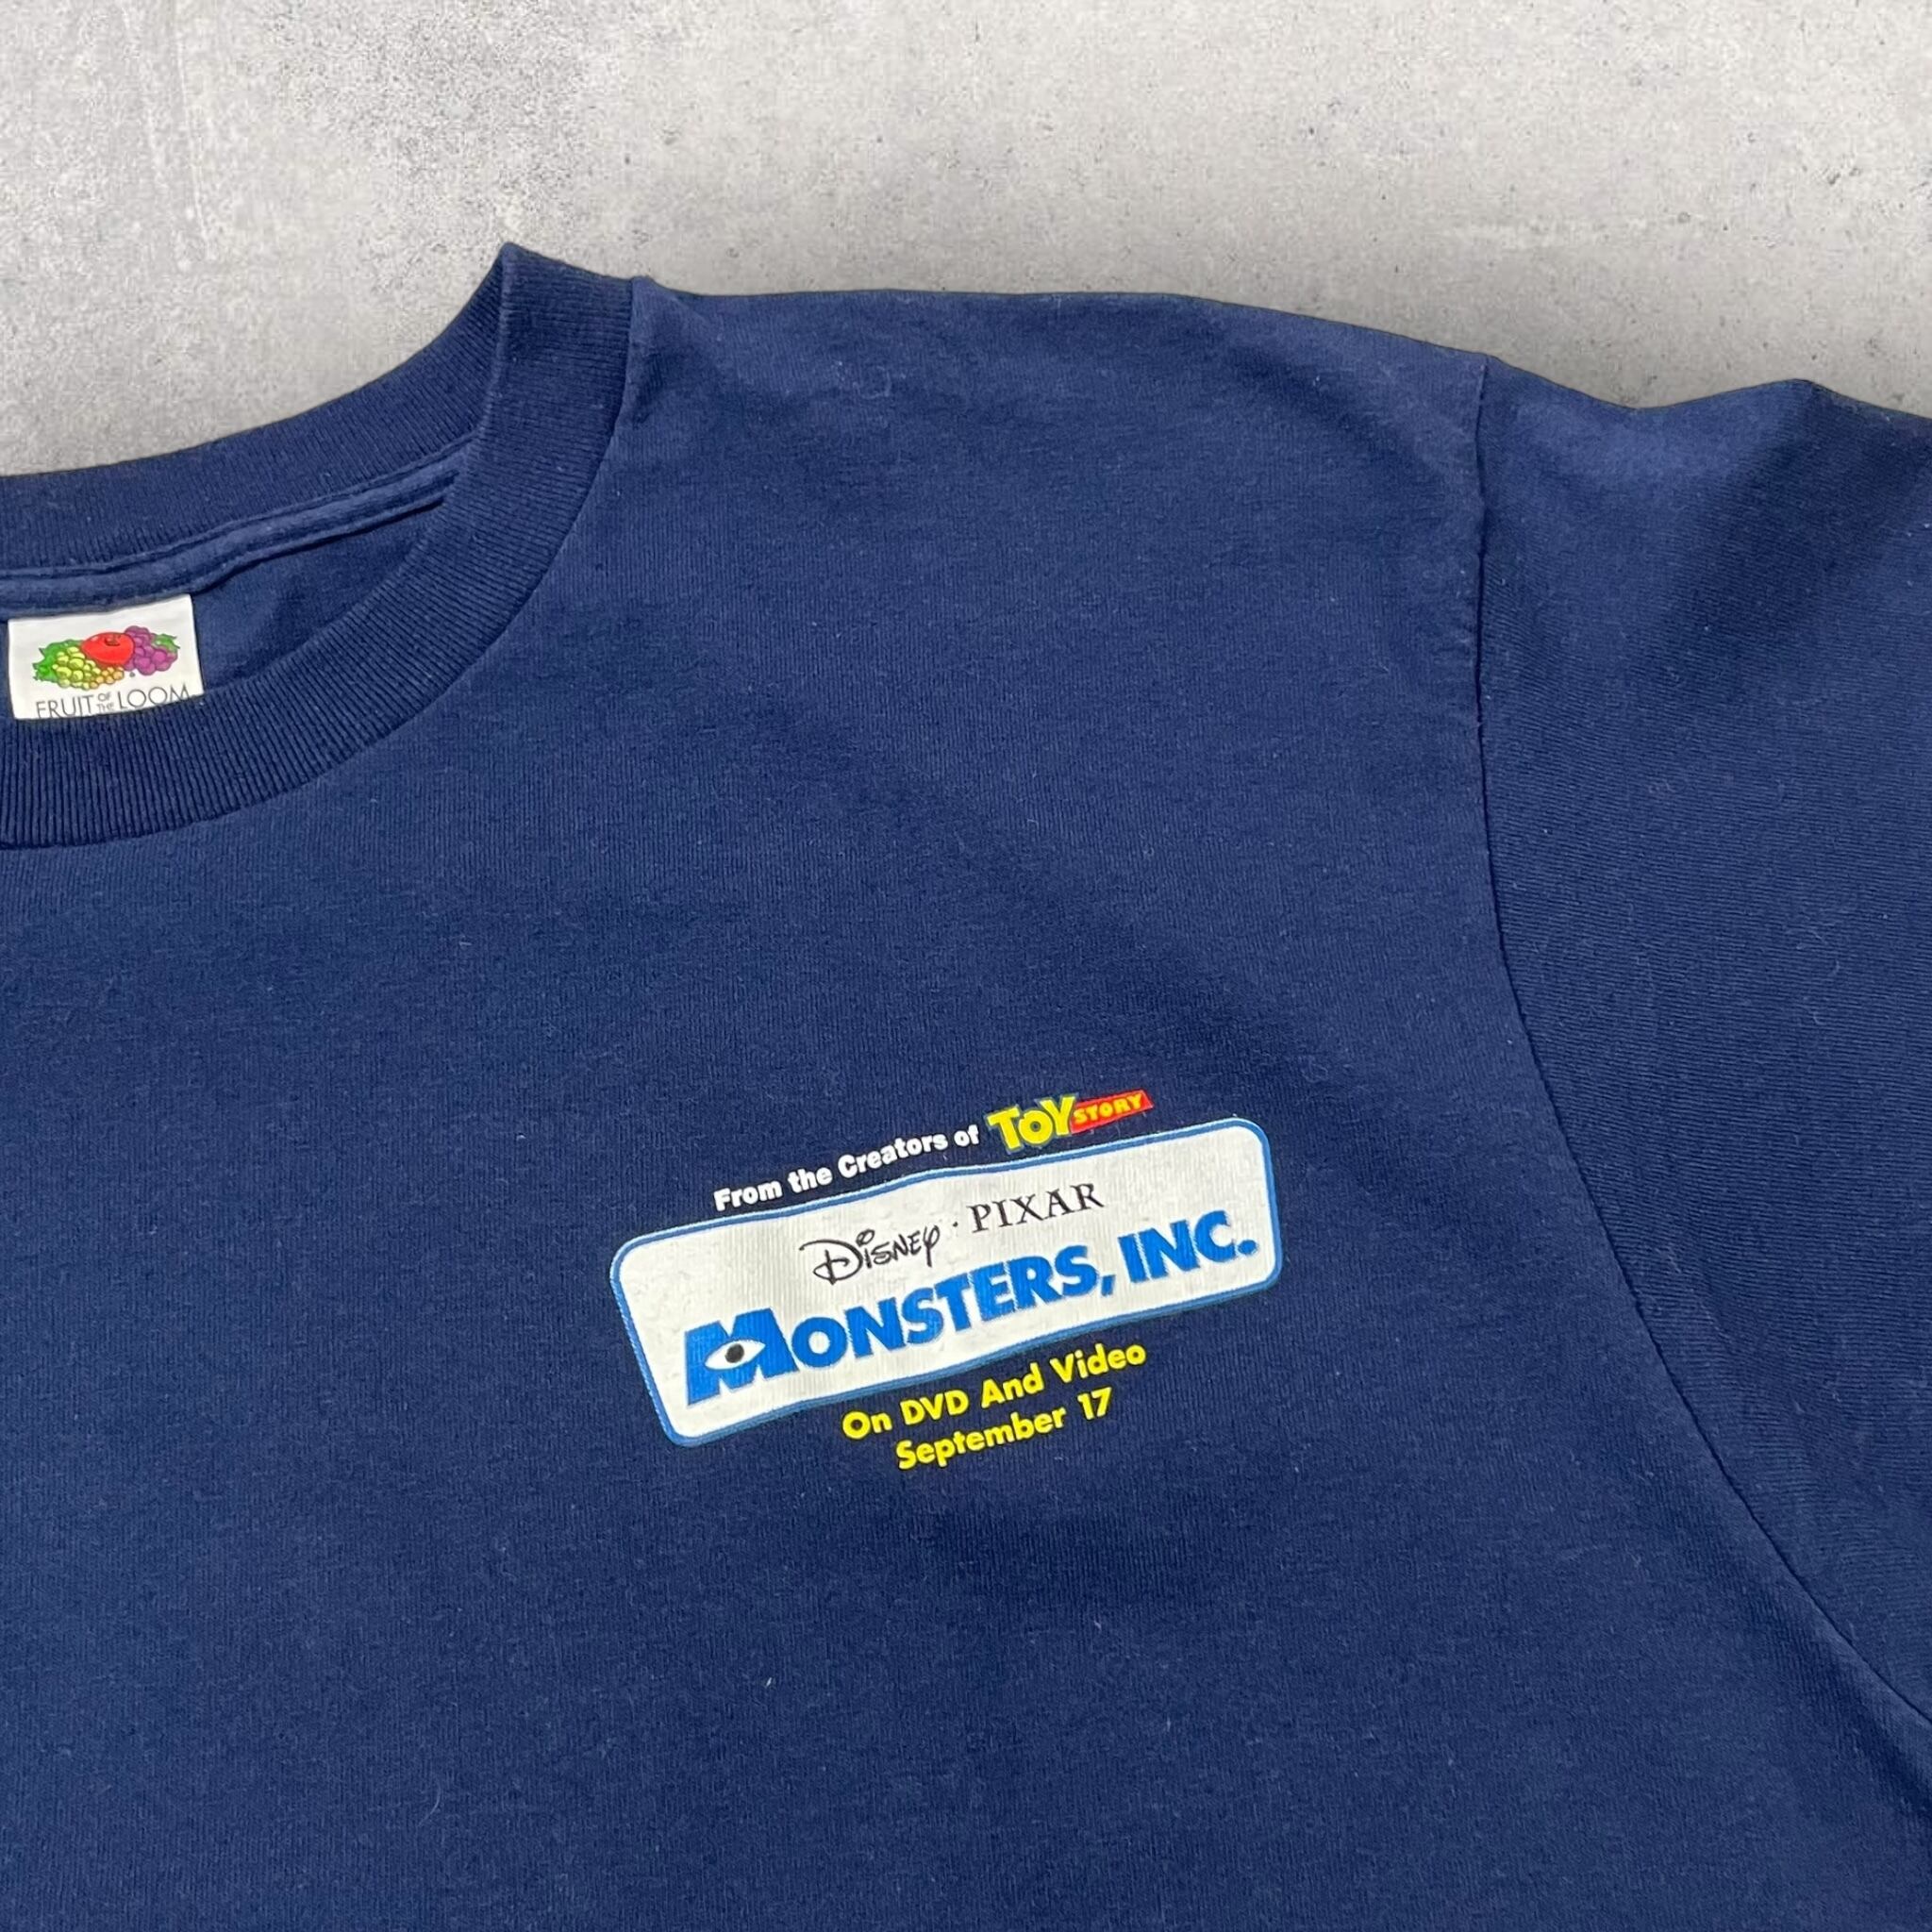 FRUIT OF THE LOOM
From the Creators of TOY STORY
Disney · PIXAR
MONSTERS, INC.
On DVD And Video
September 17